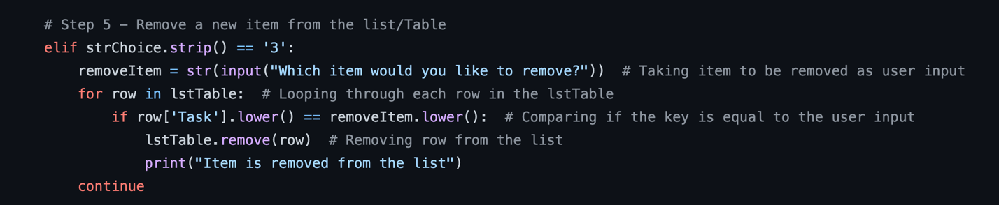 # Step 5 - Remove a new item from the list/Table
elif strChoice.strip() == '3':
removeItem = str(input("Which item would you like to remove?"))  # Taking item to be removed as user input
for row in lstTable:  # Looping through each row in the lstTable
if row['Task'].lower() == removeItem.lower():  # Comparing if the key is equal to the user input
lstTable.remove(row)  # Removing row from the list
print("Item is removed from the list")
continue